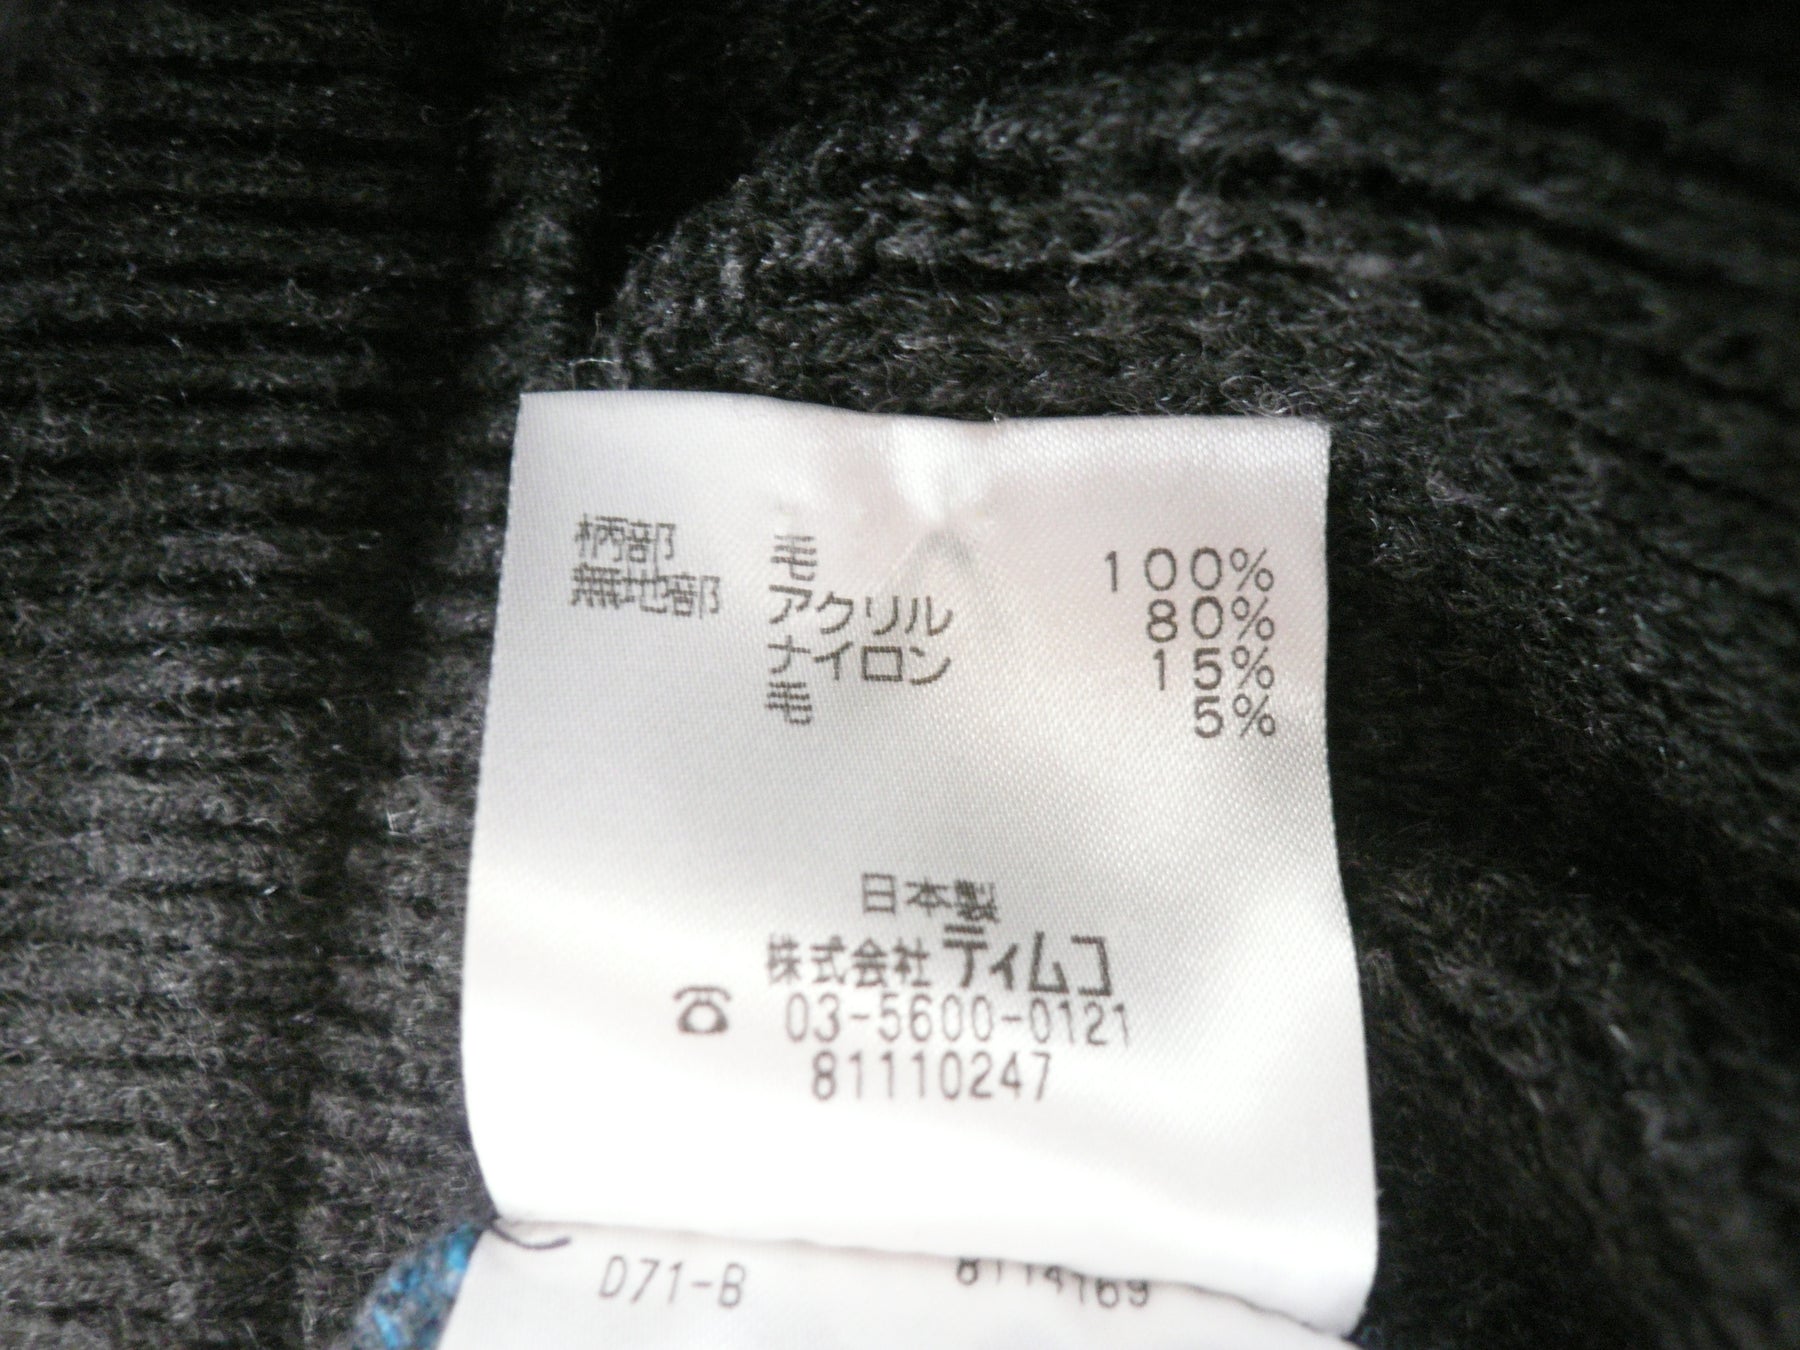 柄部 毛 100%
無地部 アクリル 80%
ナイロン 15%
毛 5%
日本製
株式会社 ティムコ
☎ 03-5600-0121
81110247
D71-B 8114169